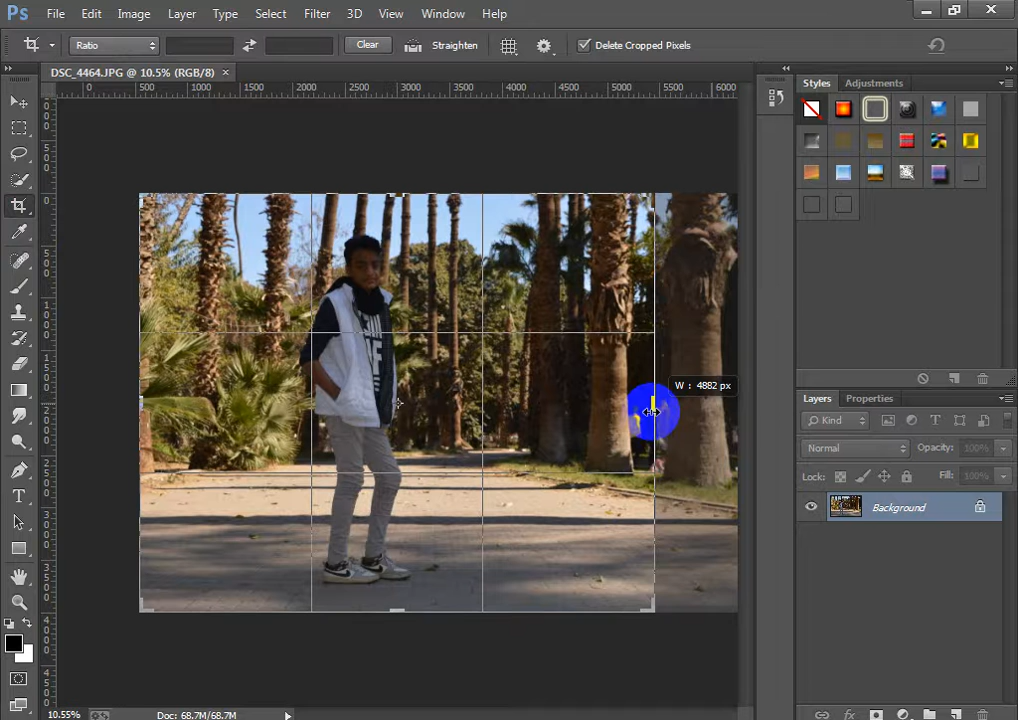 Ps File Edit Image Layer Type Select Filter 3D View Window Help
Ratio Clear Straighten Delete Cropped Pixels
DSC_4464.JPG @ 10.5% (RGB/8) ×
0 500 1000 1500 2000 2500 3000 3500 4000 4500 5000 5500 6000
Styles Adjustments
W : 4882 px
Layers Properties
Kind
Normal Opacity: 100%
Lock: Fill: 100%
Background
10.55% Doc: 68.7M/68.7M